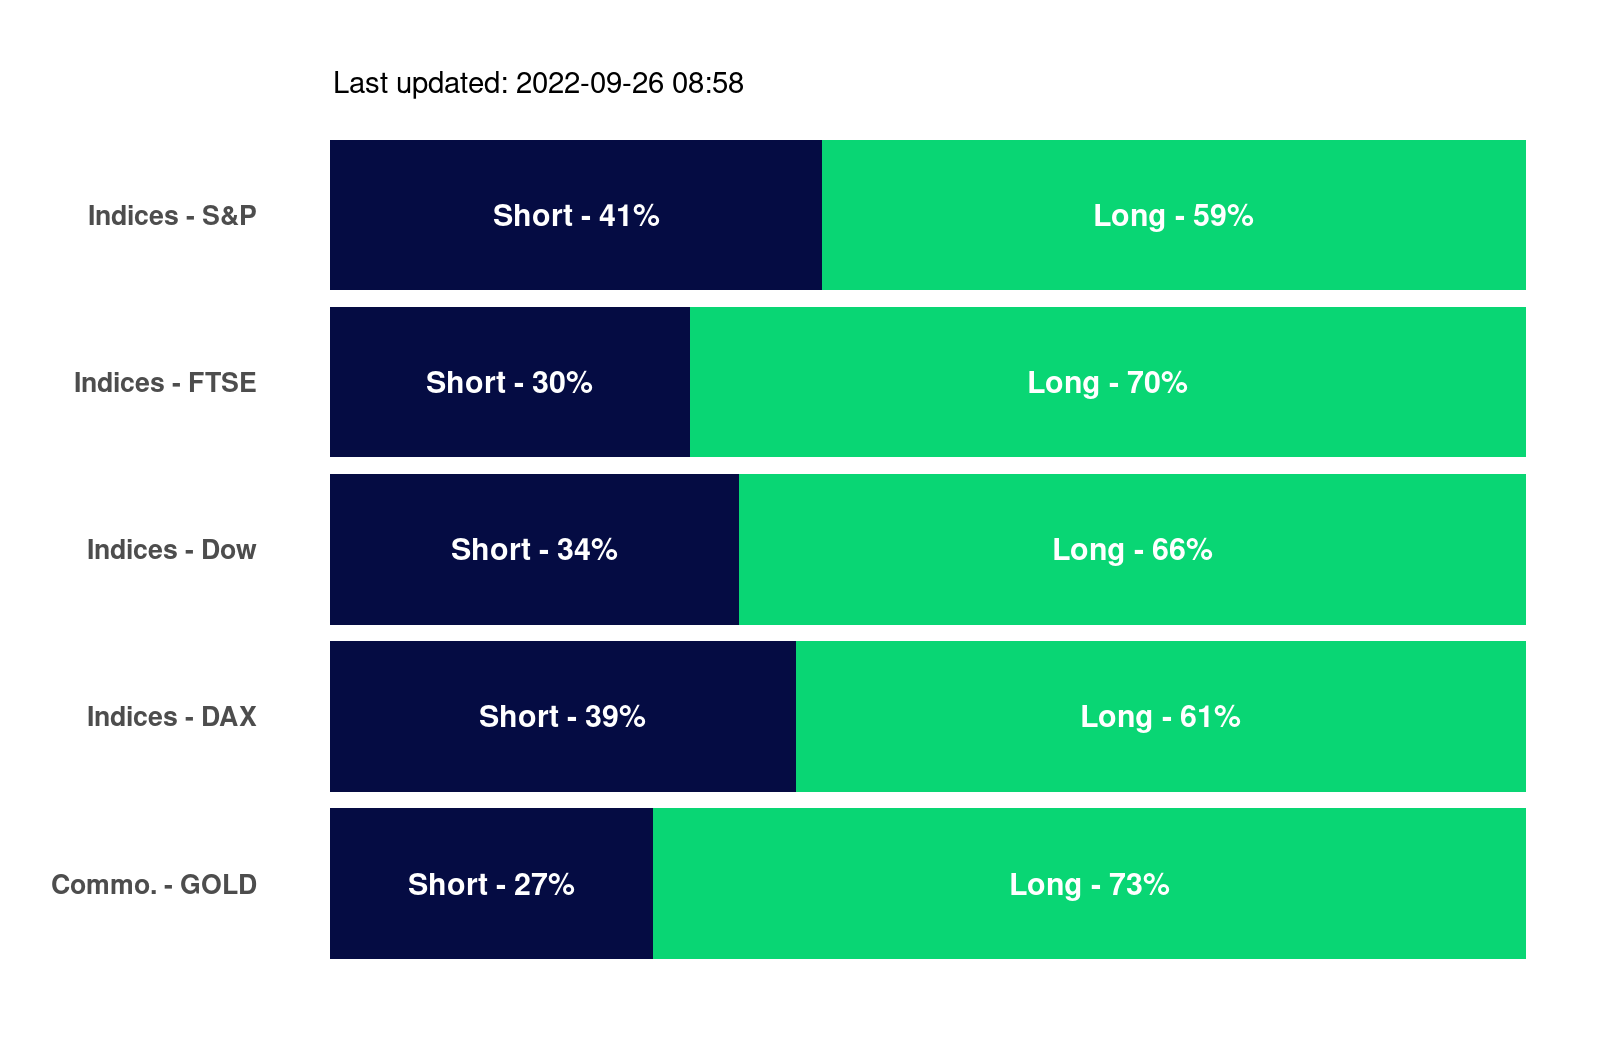 Last updated: 2022-09-26 08:58
Indices - S&P Short - 41% Long - 59%
Indices - FTSE Short - 30% Long - 70%
Indices - Dow Short - 34% Long - 66%
Indices - DAX Short - 39% Long - 61%
Commo. - GOLD Short - 27% Long - 73%